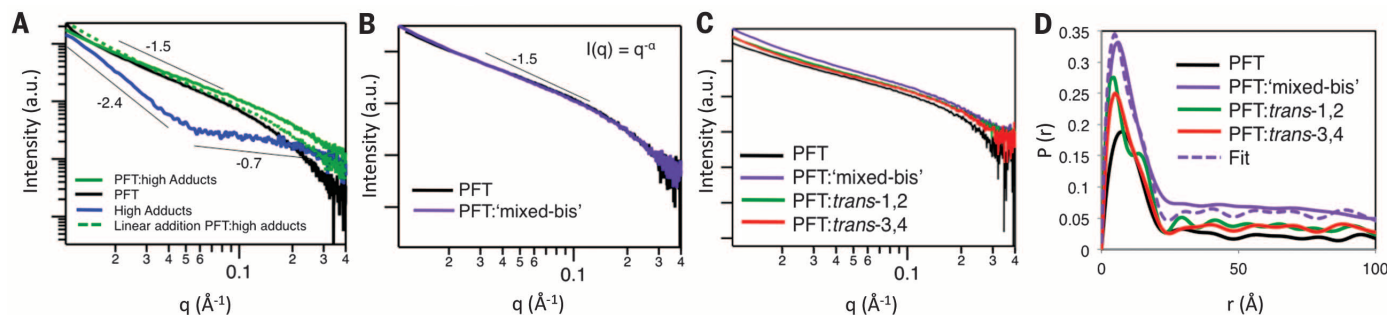 A
Intensity (a.u.)
-1.5
-2.4
-0.7
PFT:high Adducts
PFT
High Adducts
Linear addition PFT:high adducts
2 3 4 5 6 0.1 2 3 4
q (Å-1)
B
Intensity (a.u.)
I(q) = q-α
-1.5
PFT
PFT:‘mixed-bis’
2 3 4 5 6 0.1 2 3 4
q (Å-1)
C
Intensity (a.u.)
PFT
PFT:‘mixed-bis’
PFT:trans-1,2
PFT:trans-3,4
2 3 4 5 6 0.1 2 3 4
q (Å-1)
D
P (r)
0.35
0.3
0.25
0.2
0.15
0.1
0.05
0
PFT
PFT:‘mixed-bis’
PFT:trans-1,2
PFT:trans-3,4
Fit
0 50 100
r (Å)